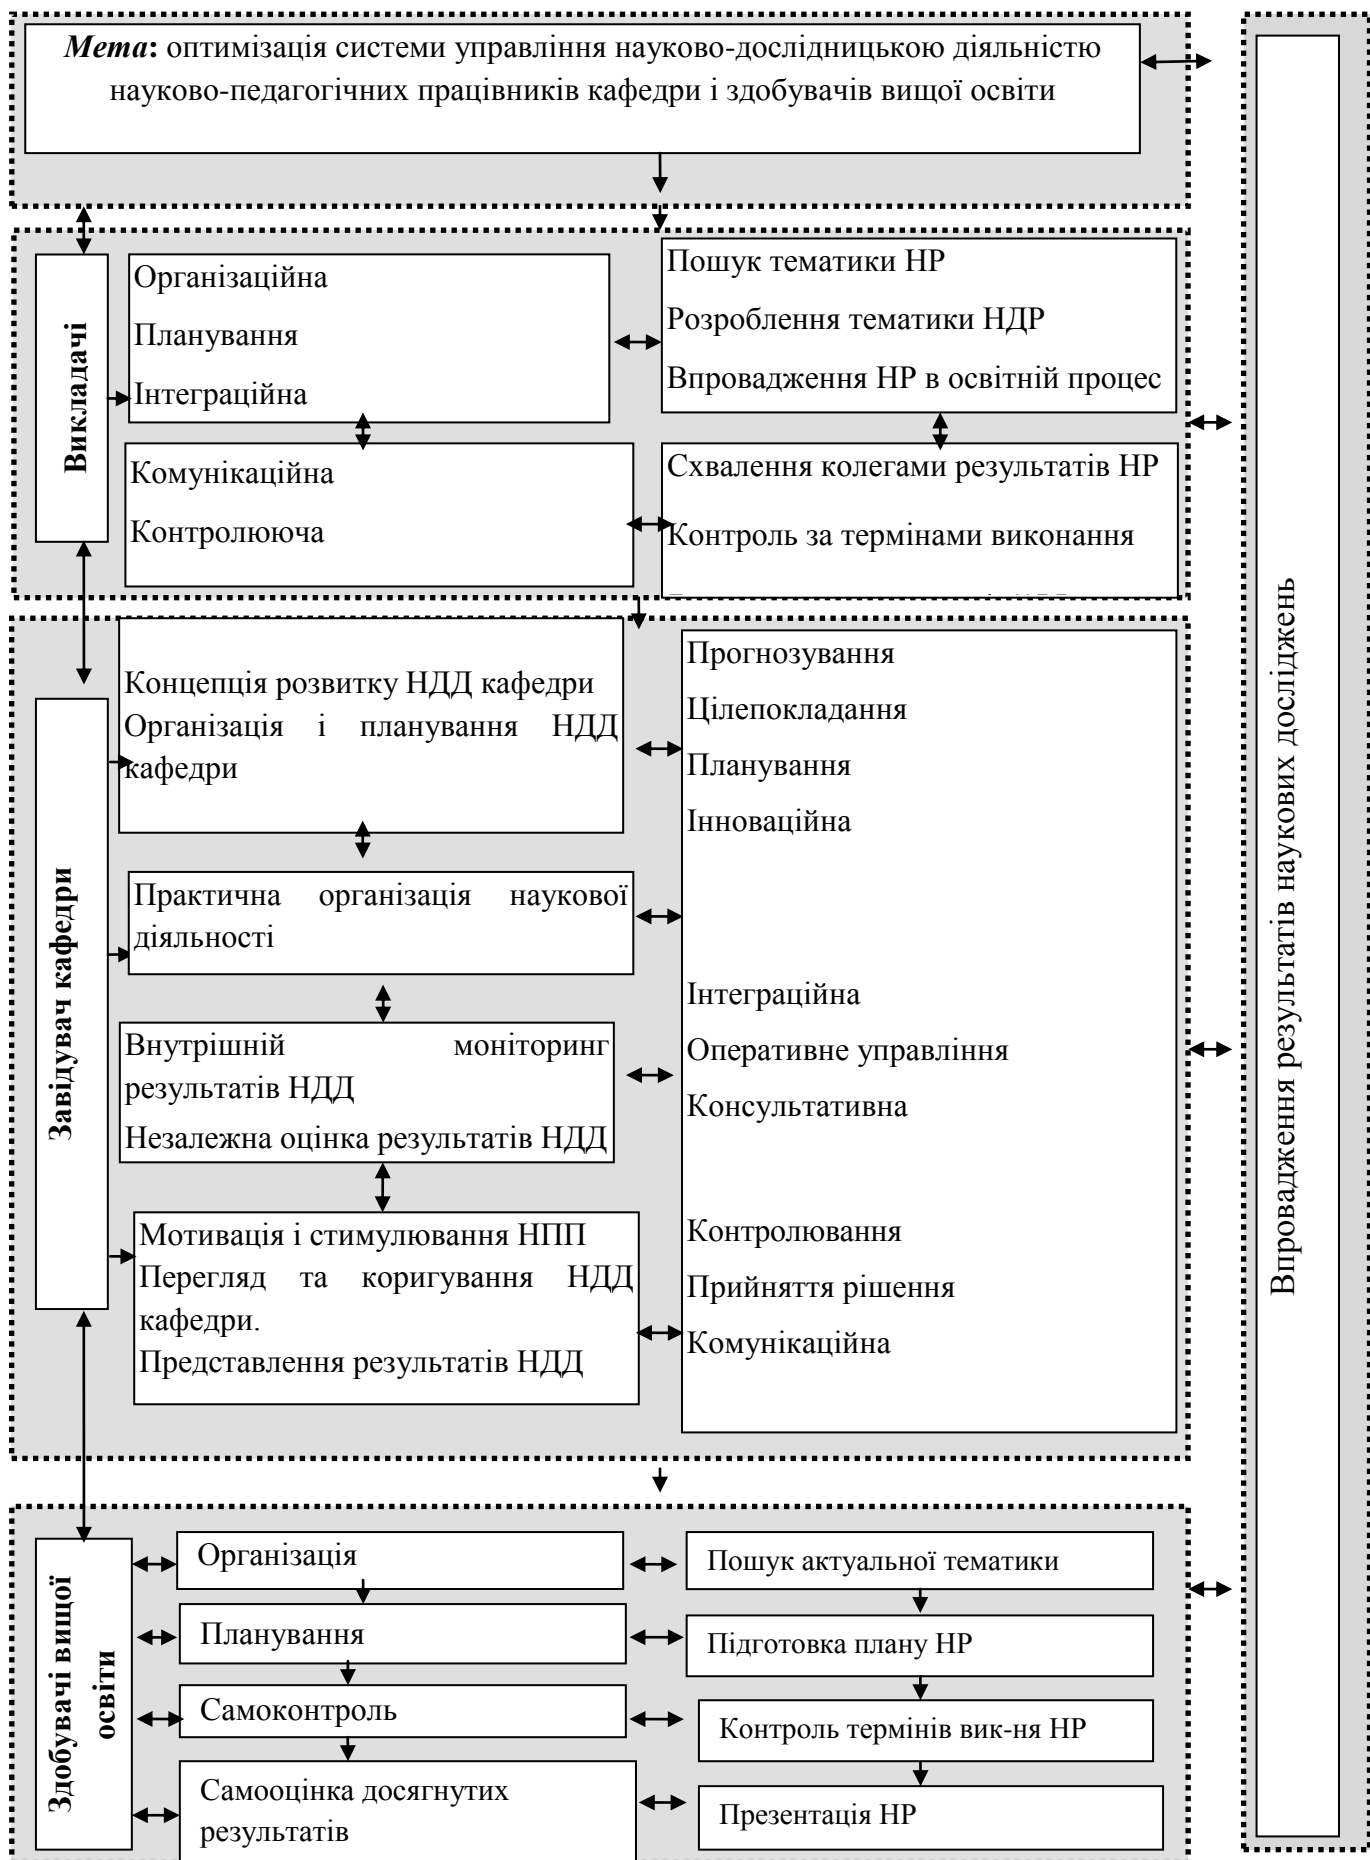 Мета: оптимізація системи управління науково-дослідницькою діяльністю
науково-педагогічних працівників кафедри і здобувачів вищої освіти
Викладачі
Організаційна
Планування
Інтеграційна
Пошук тематики НР
Розроблення тематики НДР
Впровадження НР в освітній процес
Комунікаційна
Контролююча
Схвалення колегами результатів НР
Контроль за термінами виконання
Завідувач кафедри
Концепція розвитку НДД кафедри
Організація і планування НДД
кафедри
Практична організація наукової
діяльності
Внутрішній моніторинг
результатів НДД
Незалежна оцінка результатів НДД
Мотивація і стимулювання НПП
Перегляд та коригування НДД
кафедри.
Представлення результатів НДД
Прогнозування
Цілепокладання
Планування
Інноваційна
Інтеграційна
Оперативне управління
Консультативна
Контролювання
Прийняття рішення
Комунікаційна
Здобувачі вищої
освіти
Організація
Пошук актуальної тематики
Планування
Підготовка плану НР
Самоконтроль
Контроль термінів вик-ня НР
Самооцінка досягнутих
результатів
Презентація НР
Впровадження результатів наукових досліджень